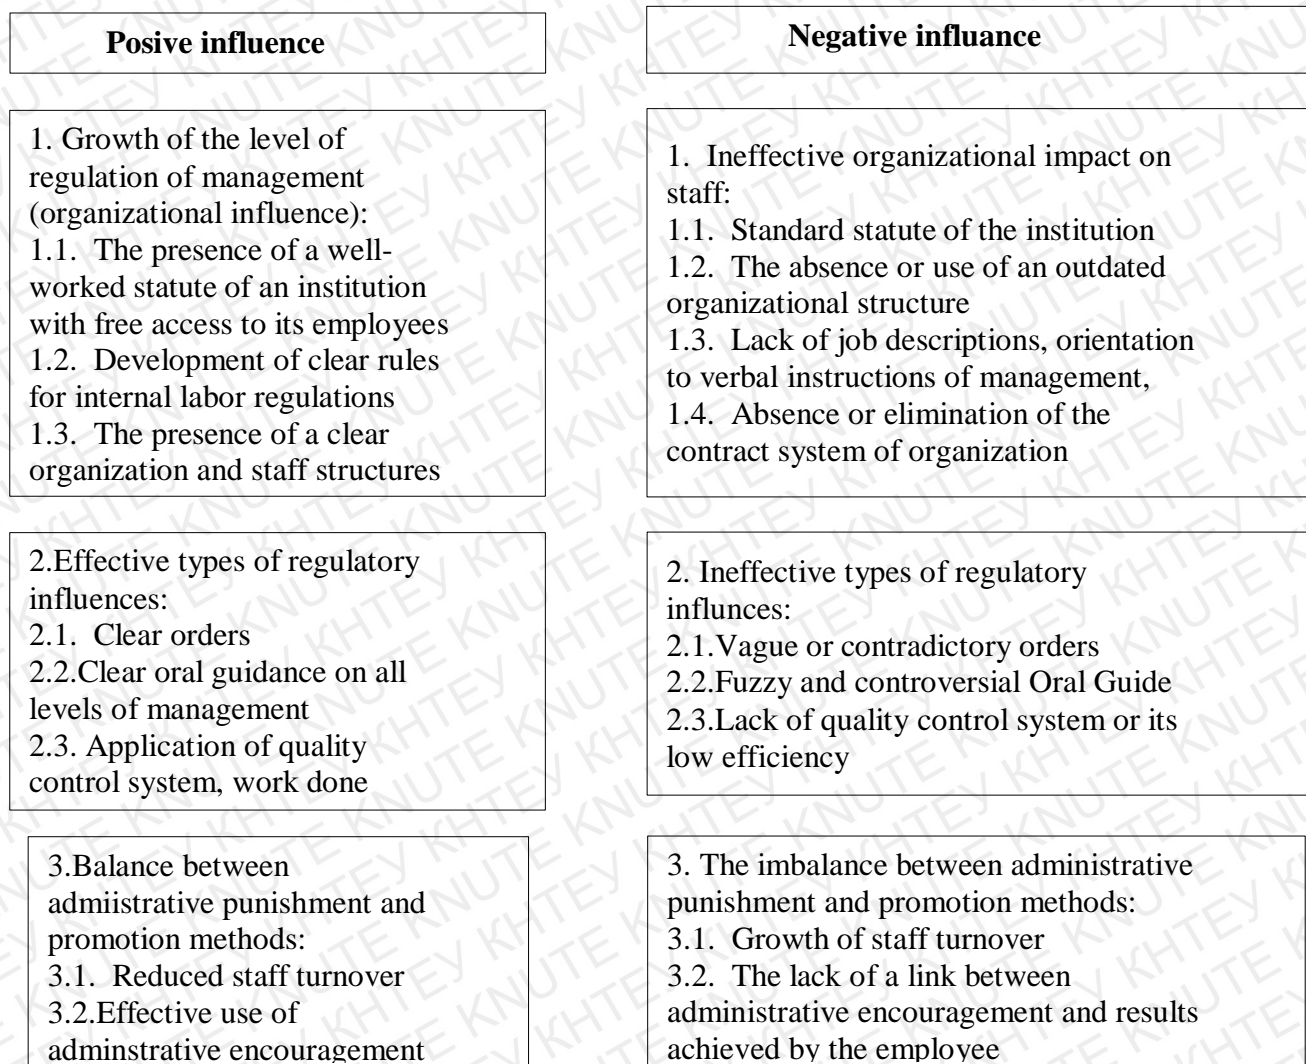 Posive influence
1. Growth of the level of
regulation of management
(organizational influence):
1.1. The presence of a well-
worked statute of an institution
with free access to its employees
1.2. Development of clear rules
for internal labor regulations
1.3. The presence of a clear
organization and staff structures
2.Effective types of regulatory
influences:
2.1. Clear orders
2.2.Clear oral guidance on all
levels of management
2.3. Application of quality
control system, work done
3.Balance between
admiistrative punishment and
promotion methods:
3.1. Reduced staff turnover
3.2.Effective use of
adminstrative encouragement
Negative influance
1. Ineffective organizational impact on
staff:
1.1. Standard statute of the institution
1.2. The absence or use of an outdated
organizational structure
1.3. Lack of job descriptions, orientation
to verbal instructions of management,
1.4. Absence or elimination of the
contract system of organization
2. Ineffective types of regulatory
influnces:
2.1.Vague or contradictory orders
2.2.Fuzzy and controversial Oral Guide
2.3.Lack of quality control system or its
low efficiency
3. The imbalance between administrative
punishment and promotion methods:
3.1. Growth of staff turnover
3.2. The lack of a link between
administrative encouragement and results
achieved by the employee